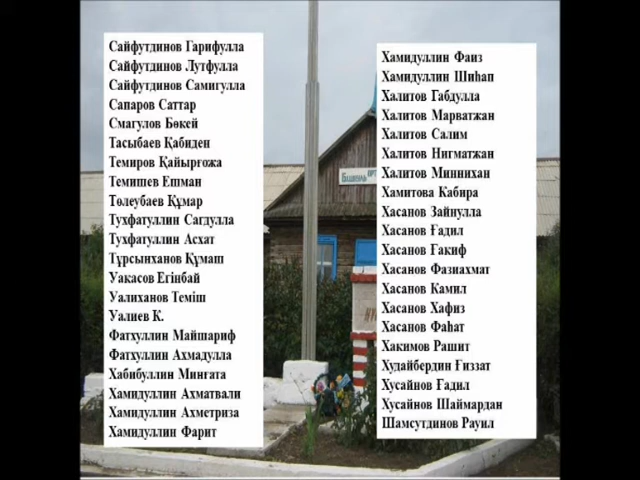 Сайфутдинов Гарифулла
Сайфутдинов Лутфулла
Сайфутдинов Самигулла
Сапаров Саттар
Смагулов Бөкей
Тасыбаев Қабиден
Темиров Қайырғожа
Темишев Ешман
Төлеубаев Құмар
Тухфатуллин Сагдулла
Тухфатуллин Асхат
Тұрсынханов Құмаш
Уакасов Егінбай
Уалиханов Теміш
Уалиев К.
Фатхуллин Майшариф
Фатхуллин Ахмадулла
Хабибуллин Минғата
Хамидуллин Ахматвали
Хамидуллин Ахметриза
Хамидуллин Фарит
Хамидуллин Фаиз
Хамидуллин Шиһап
Халитов Габдулла
Халитов Марватжан
Халитов Салим
Халитов Нигматжан
Халитов Миннихан
Хамитова Кабира
Хасанов Зайнулла
Хасанов Ғадил
Хасанов Ғакиф
Хасанов Фазиахмат
Хасанов Камил
Хасанов Хафиз
Хасанов Фаһат
Хакимов Рашит
Худайбердин Ғиззат
Хусайнов Ғадил
Хусайнов Шаймардан
Шамсутдинов Рауил